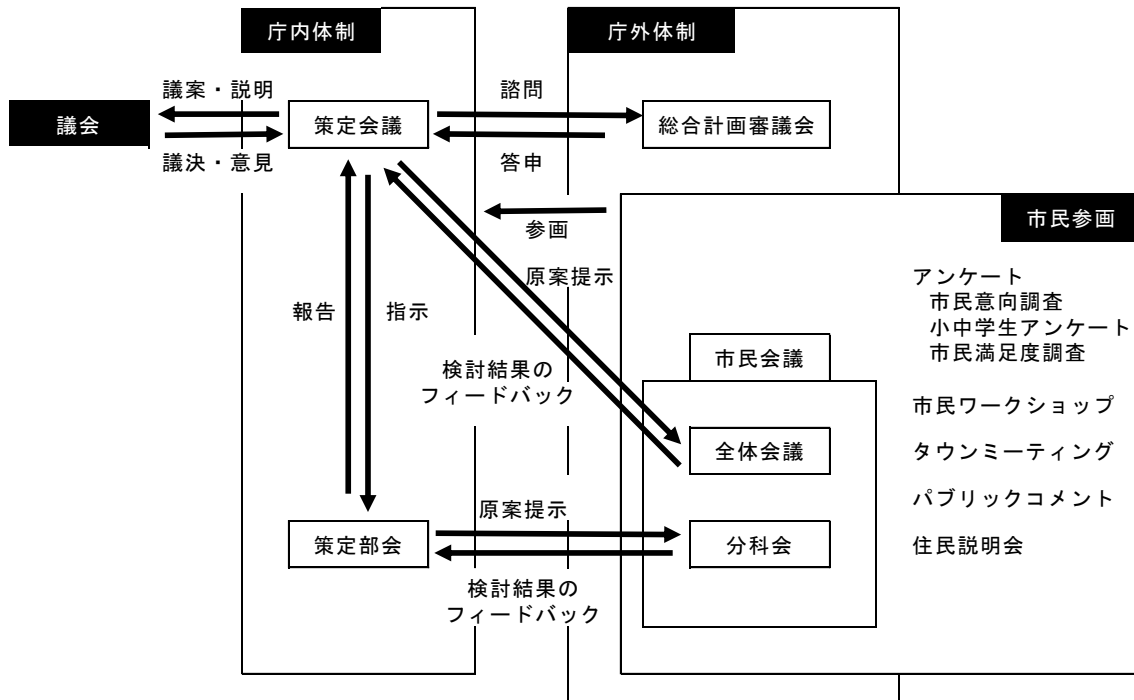 庁内体制
庁外体制
議案・説明
諮問
議会
策定会議
総合計画審議会
議決・意見
答申
参画
市民参画
原案提示
アンケート
市民意向調査
小中学生アンケート
市民満足度調査
報告
指示
市民会議
検討結果の
フィードバック
市民ワークショップ
全体会議
タウンミーティング
原案提示
パブリックコメント
策定部会
分科会
住民説明会
検討結果の
フィードバック